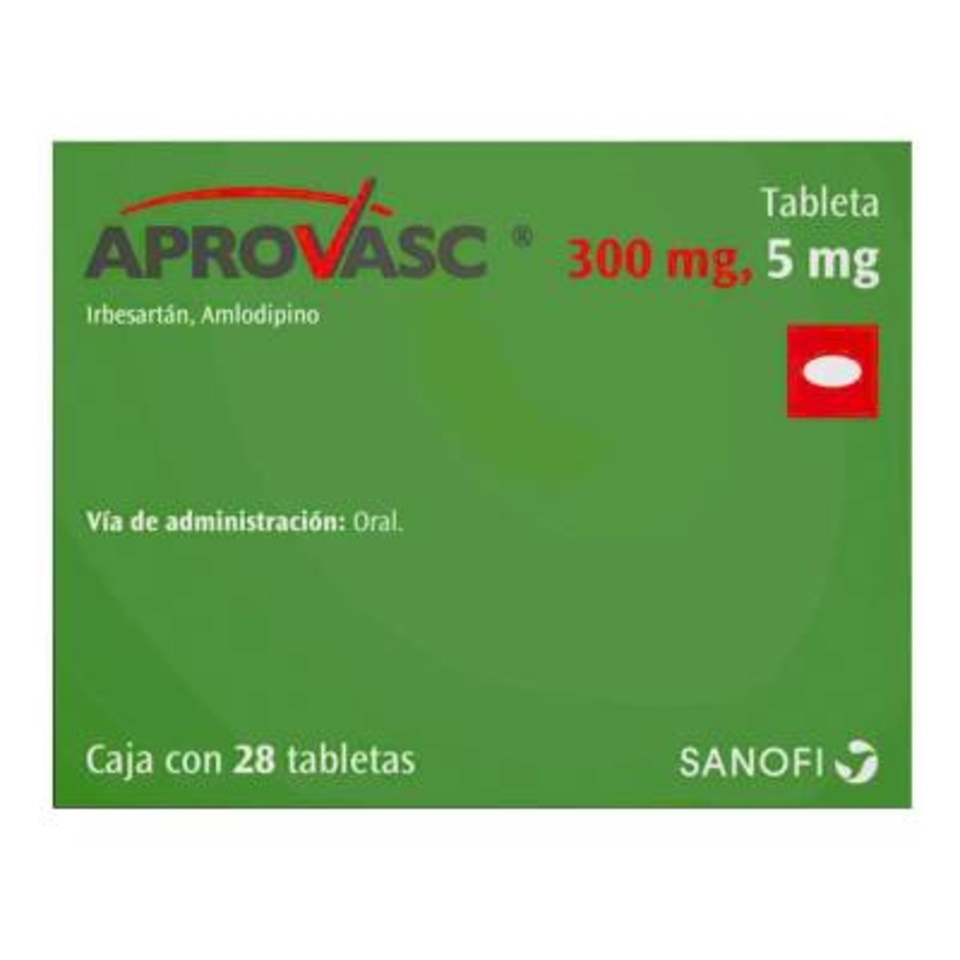 APROVASC ®
Tableta
300 mg, 5 mg
Irbesartán, Amlodipino
Vía de administración: Oral.
Caja con 28 tabletas
SANOFI